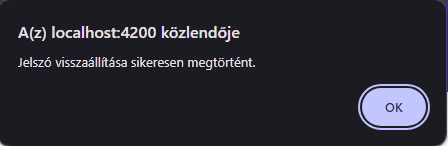 A(z) localhost:4200 közlendője
Jelszó visszaállítása sikeresen megtörtént.
OK